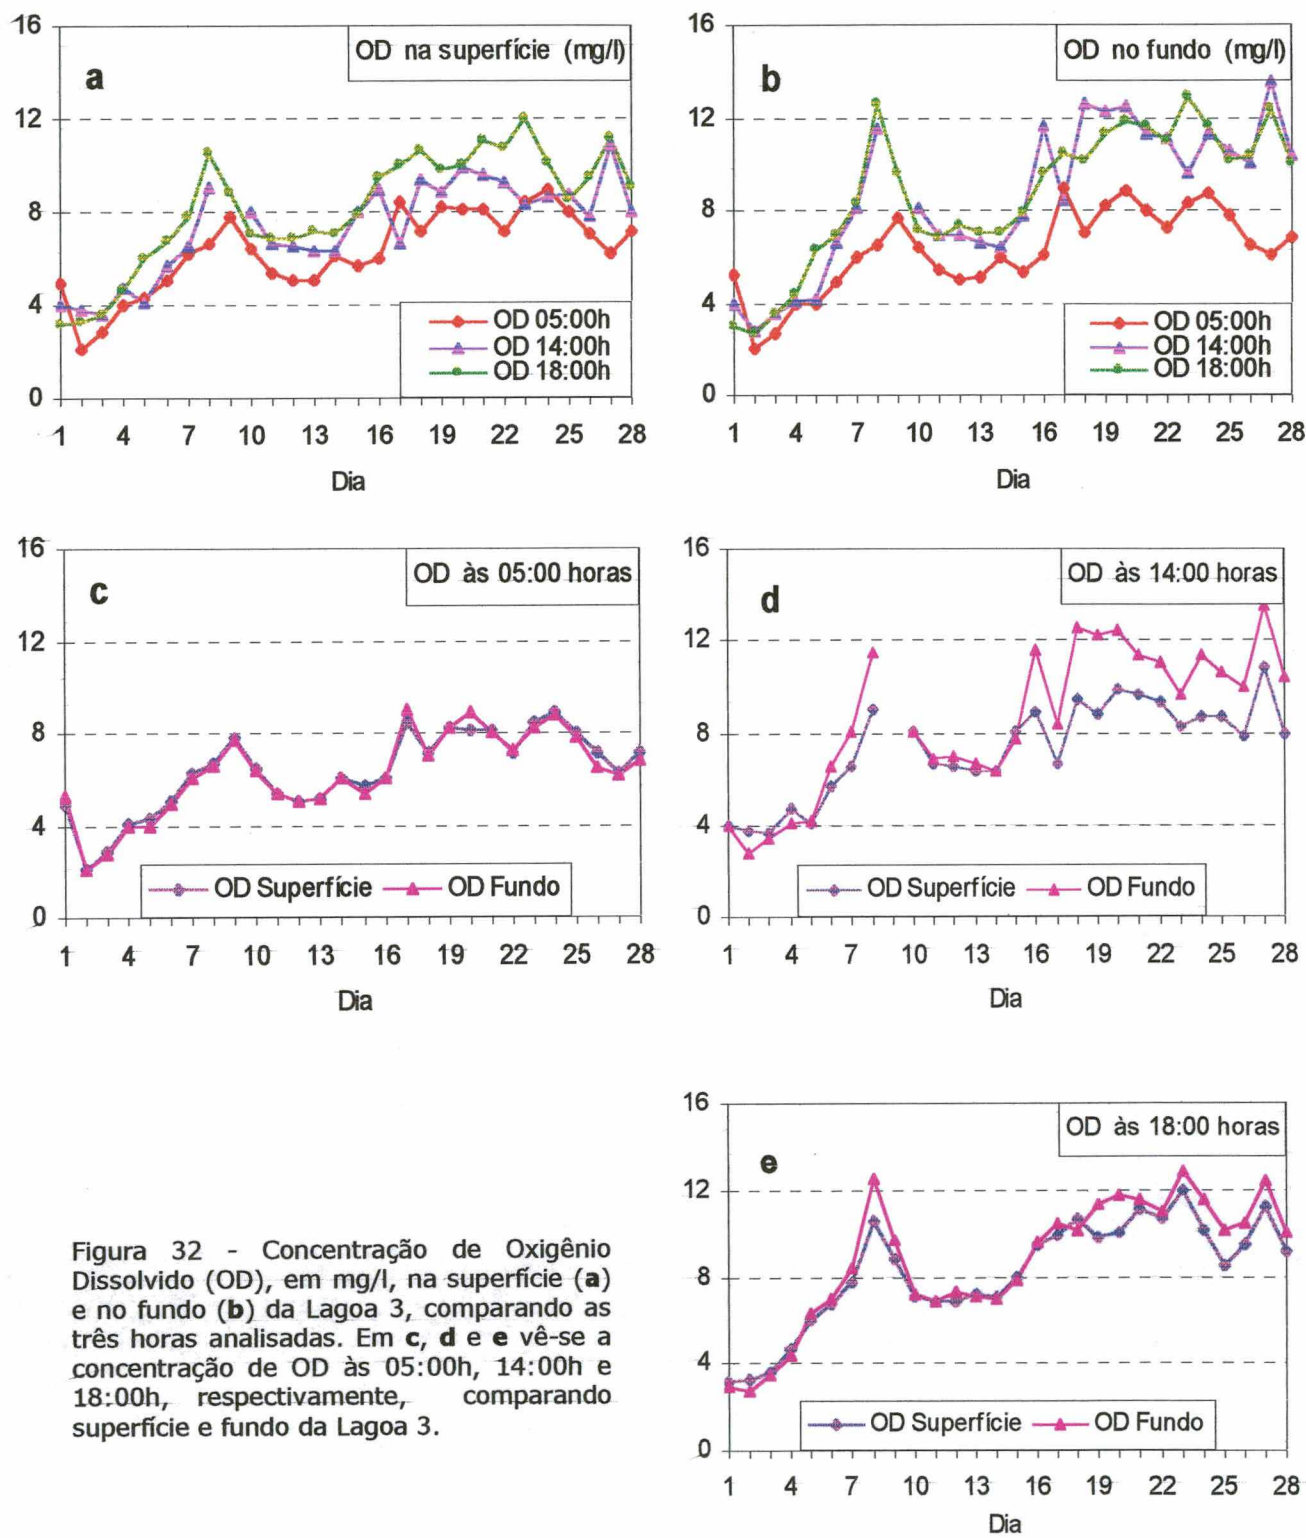 OD na superfície (mg/l)
a
16
12
8
4
0
OD 05:00h
OD 14:00h
OD 18:00h
1 4 7 10 13 16 19 22 25 28
Dia
OD no fundo (mg/l)
b
16
12
8
4
0
OD 05:00h
OD 14:00h
OD 18:00h
1 4 7 10 13 16 19 22 25 28
Dia
OD às 05:00 horas
c
16
12
8
4
0
OD Superfície OD Fundo
1 4 7 10 13 16 19 22 25 28
Dia
OD às 14:00 horas
d
16
12
8
4
0
OD Superfície OD Fundo
1 4 7 10 13 16 19 22 25 28
Dia
OD às 18:00 horas
e
16
12
8
4
0
OD Superfície OD Fundo
1 4 7 10 13 16 19 22 25 28
Dia
Figura 32 - Concentração de Oxigênio
Dissolvido (OD), em mg/l, na superfície (a)
e no fundo (b) da Lagoa 3, comparando as
três horas analisadas. Em c, d e e vê-se a
concentração de OD às 05:00h, 14:00h e
18:00h, respectivamente, comparando
superfície e fundo da Lagoa 3.